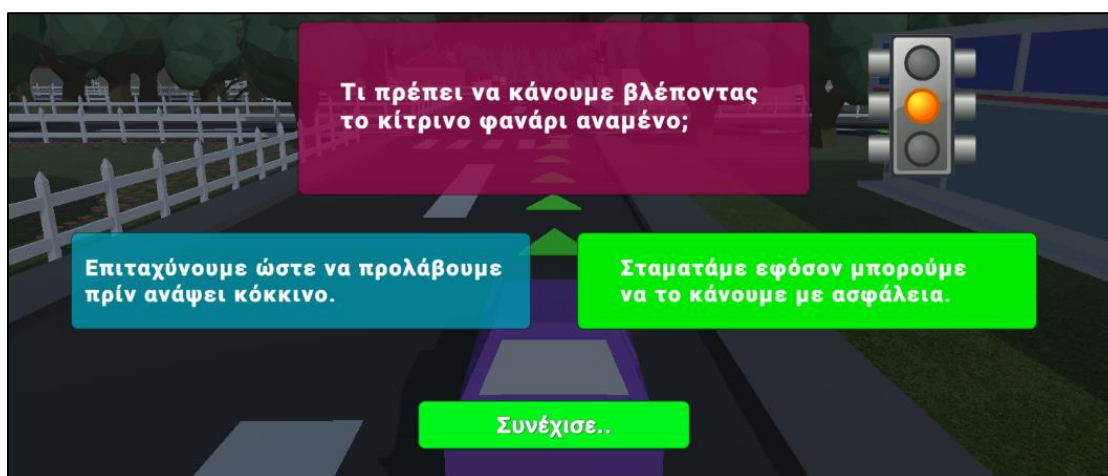 Τι πρέπει να κάνουμε βλέποντας
το κίτρινο φανάρι αναμένο;
Επιταχύνουμε ώστε να προλάβουμε
πρίν ανάψει κόκκινο.
Σταματάμε εφόσον μπορούμε
να το κάνουμε με ασφάλεια.
Συνέχισε..